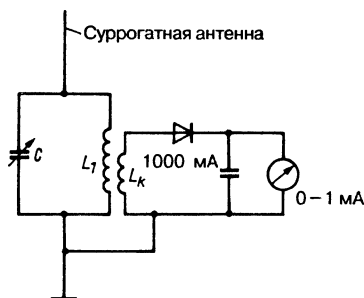 Суррогатная антенна
C
L1
Lк
1000 мА
0–1 мА